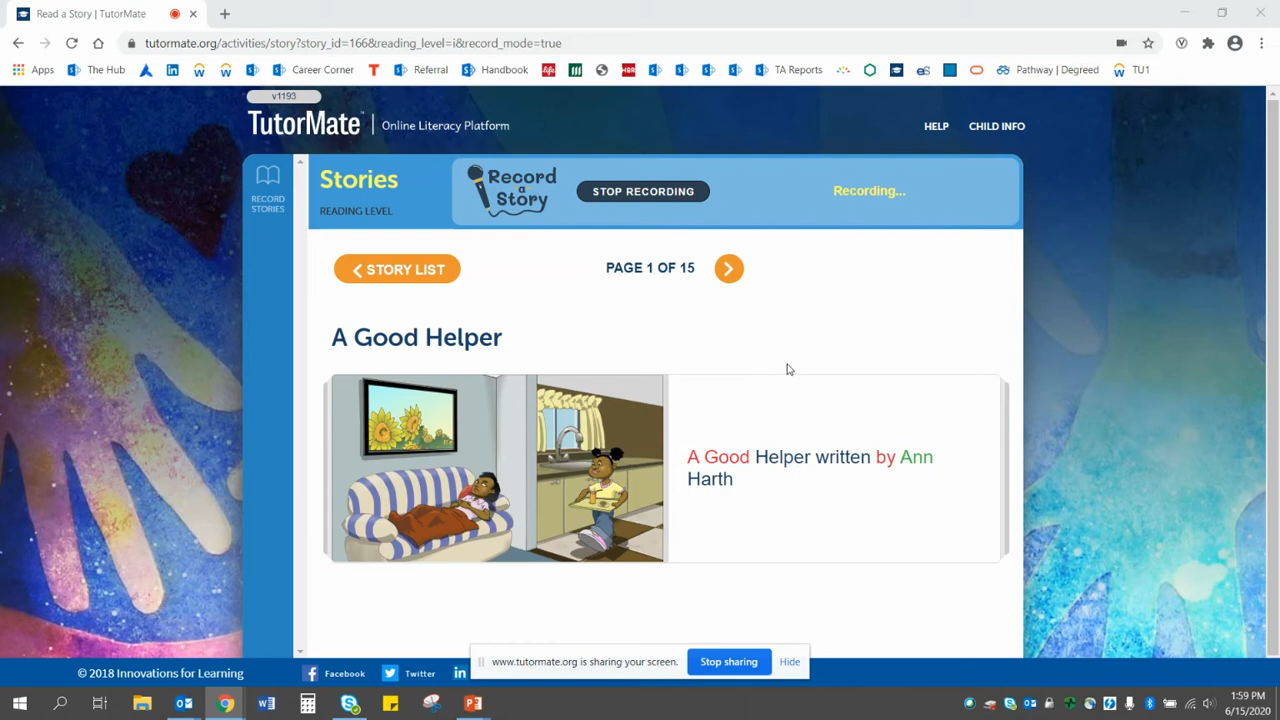 Read a Story | TutorMate
tutormate.org/activities/story?story_id=166&reading_level=i&record_mode=true
Apps The Hub Career Corner Referral Handbook TA Reports Pathway | Degreed TU1
v1193
TutorMate | Online Literacy Platform
HELP CHILD INFO
RECORD
STORIES
Stories
READING LEVEL
Record
a
Story
STOP RECORDING
Recording...
STORY LIST
PAGE 1 OF 15
A Good Helper
A Good Helper written by Ann
Harth
www.tutormate.org is sharing your screen. Stop sharing Hide
© 2018 Innovations for Learning
Facebook Twitter
1:59 PM
6/15/2020